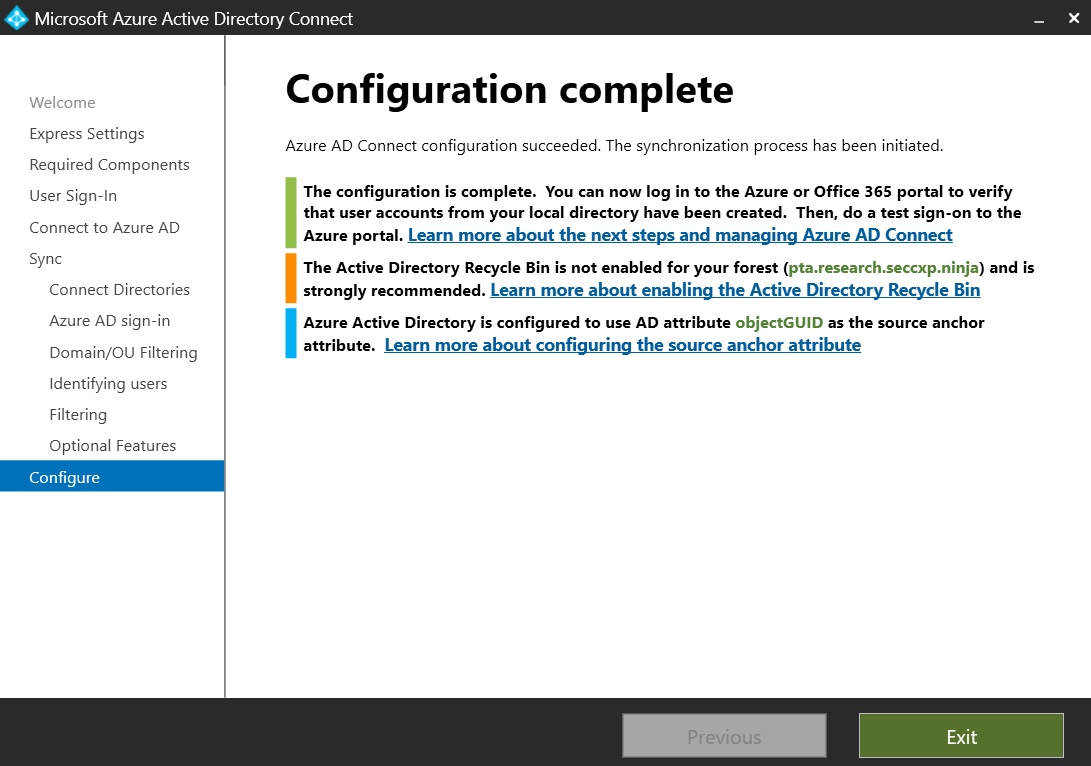 Microsoft Azure Active Directory Connect
Welcome
Express Settings
Required Components
User Sign-In
Connect to Azure AD
Sync
Connect Directories
Azure AD sign-in
Domain/OU Filtering
Identifying users
Filtering
Optional Features
Configure
Configuration complete
Azure AD Connect configuration succeeded. The synchronization process has been initiated.
The configuration is complete.  You can now log in to the Azure or Office 365 portal to verify
that user accounts from your local directory have been created.  Then, do a test sign-on to the
Azure portal. Learn more about the next steps and managing Azure AD Connect
The Active Directory Recycle Bin is not enabled for your forest (pta.research.seccxp.ninja) and is
strongly recommended. Learn more about enabling the Active Directory Recycle Bin
Azure Active Directory is configured to use AD attribute objectGUID as the source anchor
attribute.  Learn more about configuring the source anchor attribute
Previous
Exit